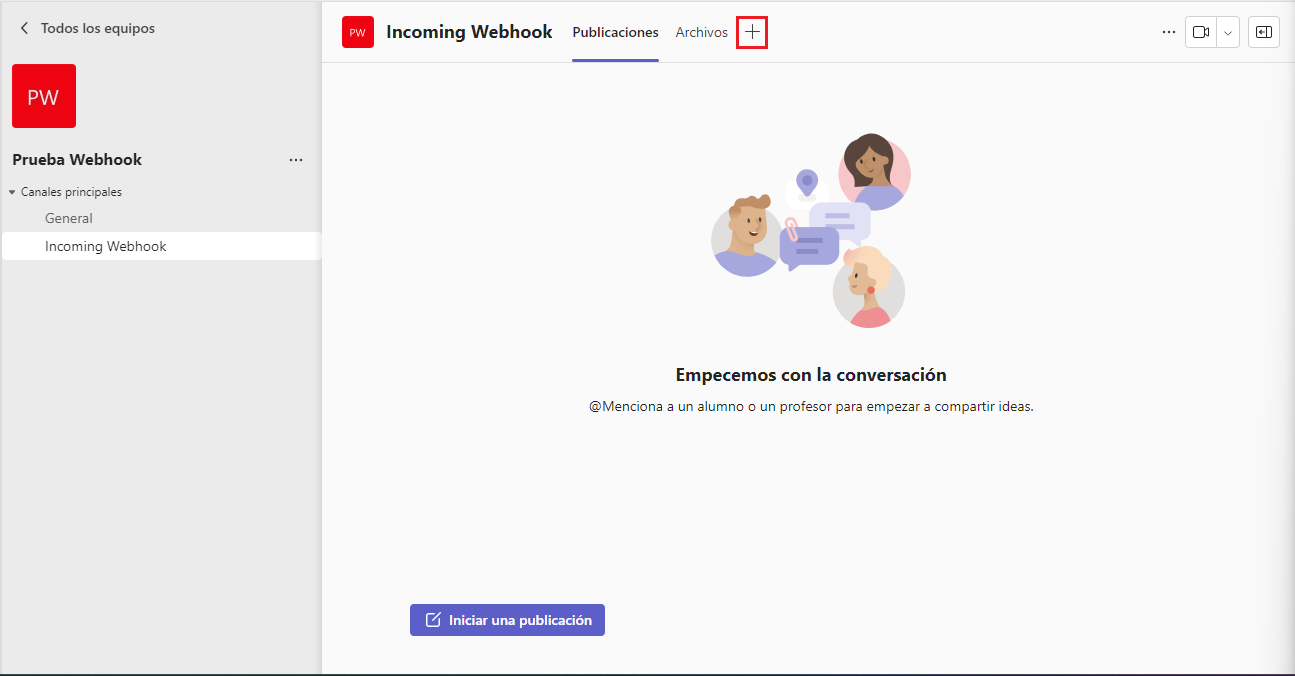 Todos los equipos
PW
Prueba Webhook
Canales principales
General
Incoming Webhook
PW
Incoming Webhook
Publicaciones
Archivos
Empecemos con la conversación
@Menciona a un alumno o un profesor para empezar a compartir ideas.
Iniciar una publicación